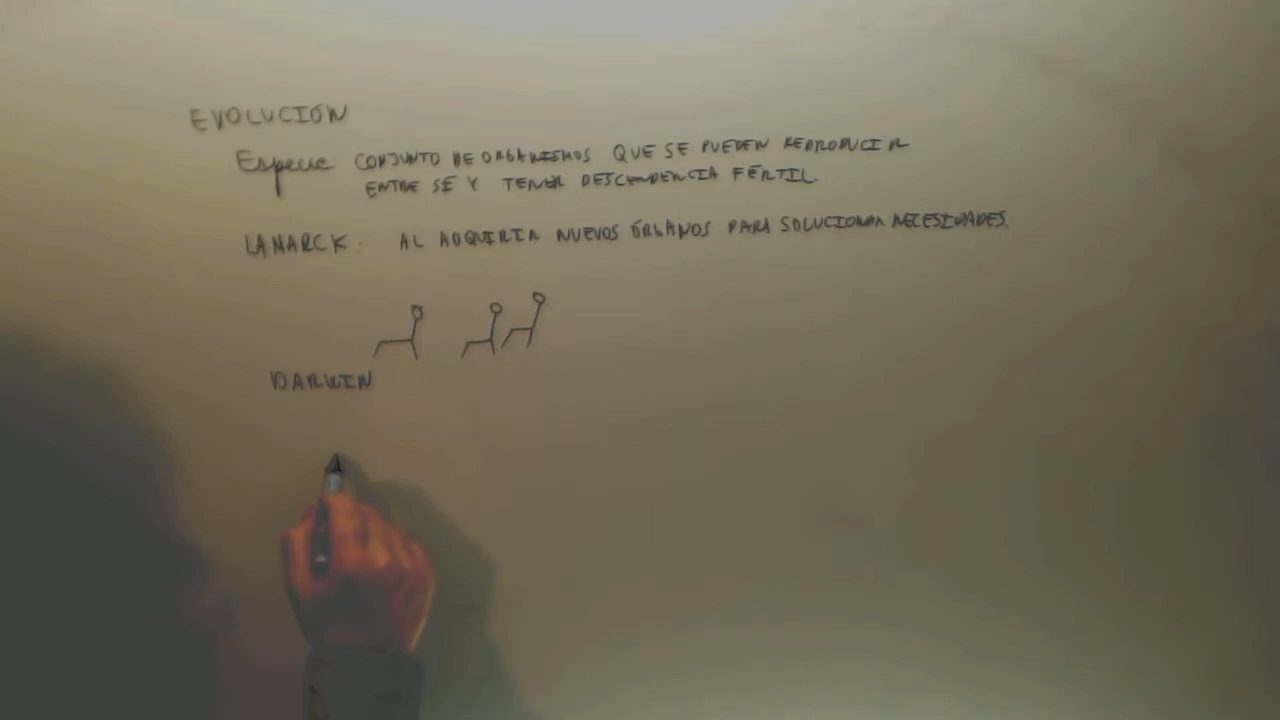 EVOLUCIÓN
Especie CONJUNTO DE ORGANISMOS QUE SE PUEDEN REPRODUCIR
ENTRE SÉ Y TENER DESCENDENCIA FÉRTIL.
LAMARCK: AL ADQUIRIR NUEVOS ÓRGANOS PARA SOLUCIONAR NECESIDADES.
DARWIN